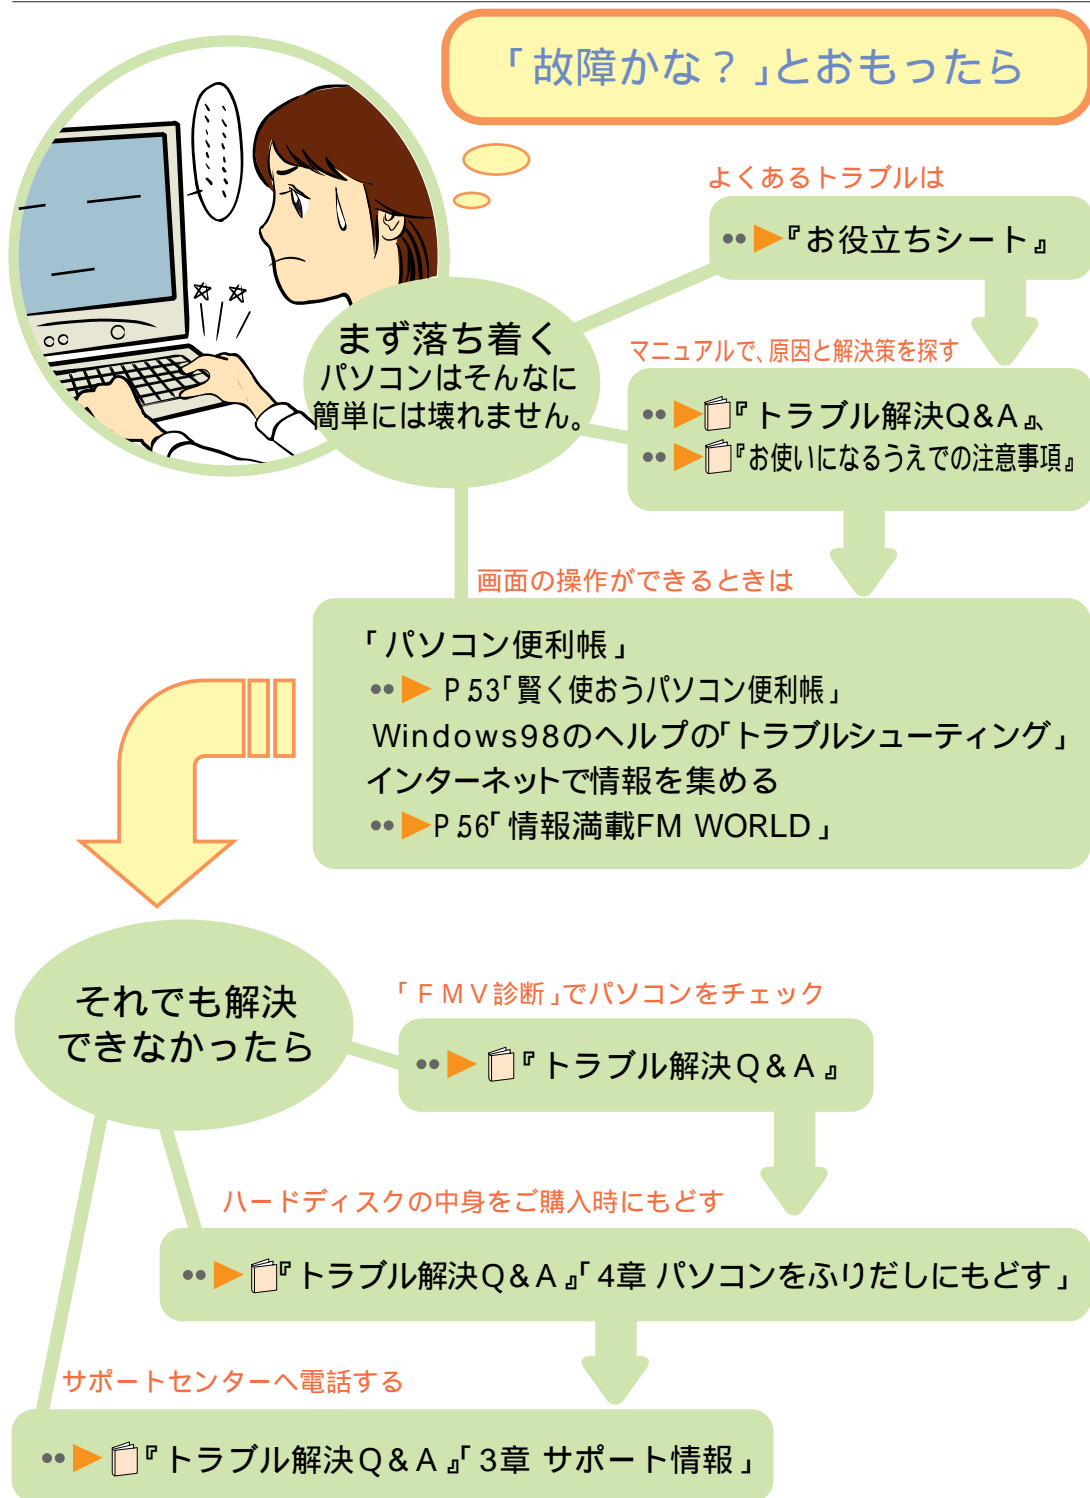 「故障かな？」とおもったら
よくあるトラブルは
『お役立ちシート』
まず落ち着く
パソコンはそんなに
簡単には壊れません。
マニュアルで、原因と解決策を探す
『トラブル解決Q&A』、
『お使いになるうえでの注意事項』
画面の操作ができるときは
「パソコン便利帳」
P.53「賢く使おうパソコン便利帳」
Windows98のヘルプの「トラブルシューティング」
インターネットで情報を集める
P.56「情報満載FM WORLD」
それでも解決
できなかったら
「FMV診断」でパソコンをチェック
『トラブル解決Q&A』
ハードディスクの中身をご購入時にもどす
『トラブル解決Q&A』「4章 パソコンをふりだしにもどす」
サポートセンターへ電話する
『トラブル解決Q&A』「3章 サポート情報」